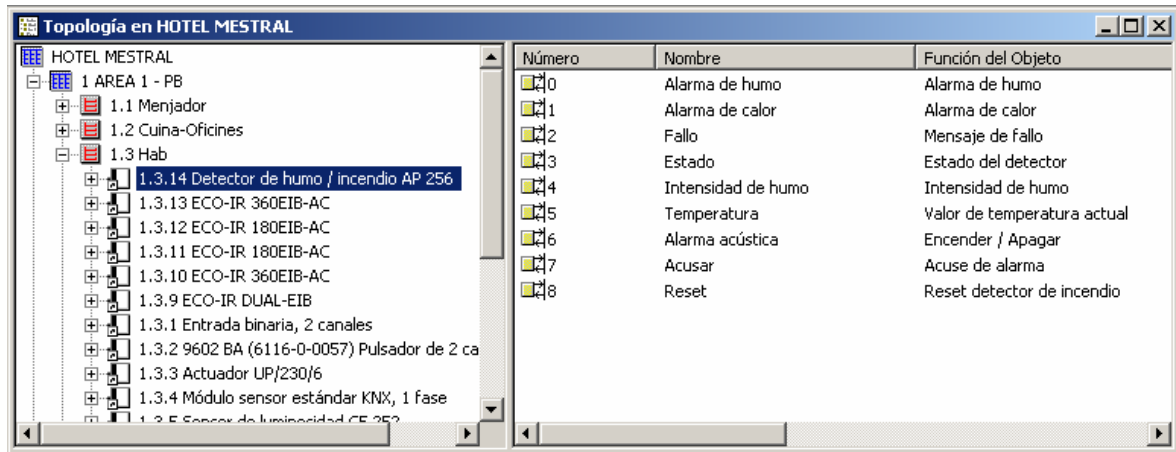 Topología en HOTEL MESTRAL
HOTEL MESTRAL
1 AREA 1 - PB
1.1 Menjador
1.2 Cuina-Oficines
1.3 Hab
1.3.14 Detector de humo / incendio AP 256
1.3.13 ECO-IR 360EIB-AC
1.3.12 ECO-IR 180EIB-AC
1.3.11 ECO-IR 180EIB-AC
1.3.10 ECO-IR 360EIB-AC
1.3.9 ECO-IR DUAL-EIB
1.3.1 Entrada binaria, 2 canales
1.3.2 9602 BA (6116-0-0057) Pulsador de 2 ca
1.3.3 Actuador UP/230/6
1.3.4 Módulo sensor estándar KNX, 1 fase
1.3.5 Sensor de luminosidad GE 252
Número Nombre Función del Objeto
0 Alarma de humo Alarma de humo
1 Alarma de calor Alarma de calor
2 Fallo Mensaje de fallo
3 Estado Estado del detector
4 Intensidad de humo Intensidad de humo
5 Temperatura Valor de temperatura actual
6 Alarma acústica Encender / Apagar
7 Acusar Acuse de alarma
8 Reset Reset detector de incendio